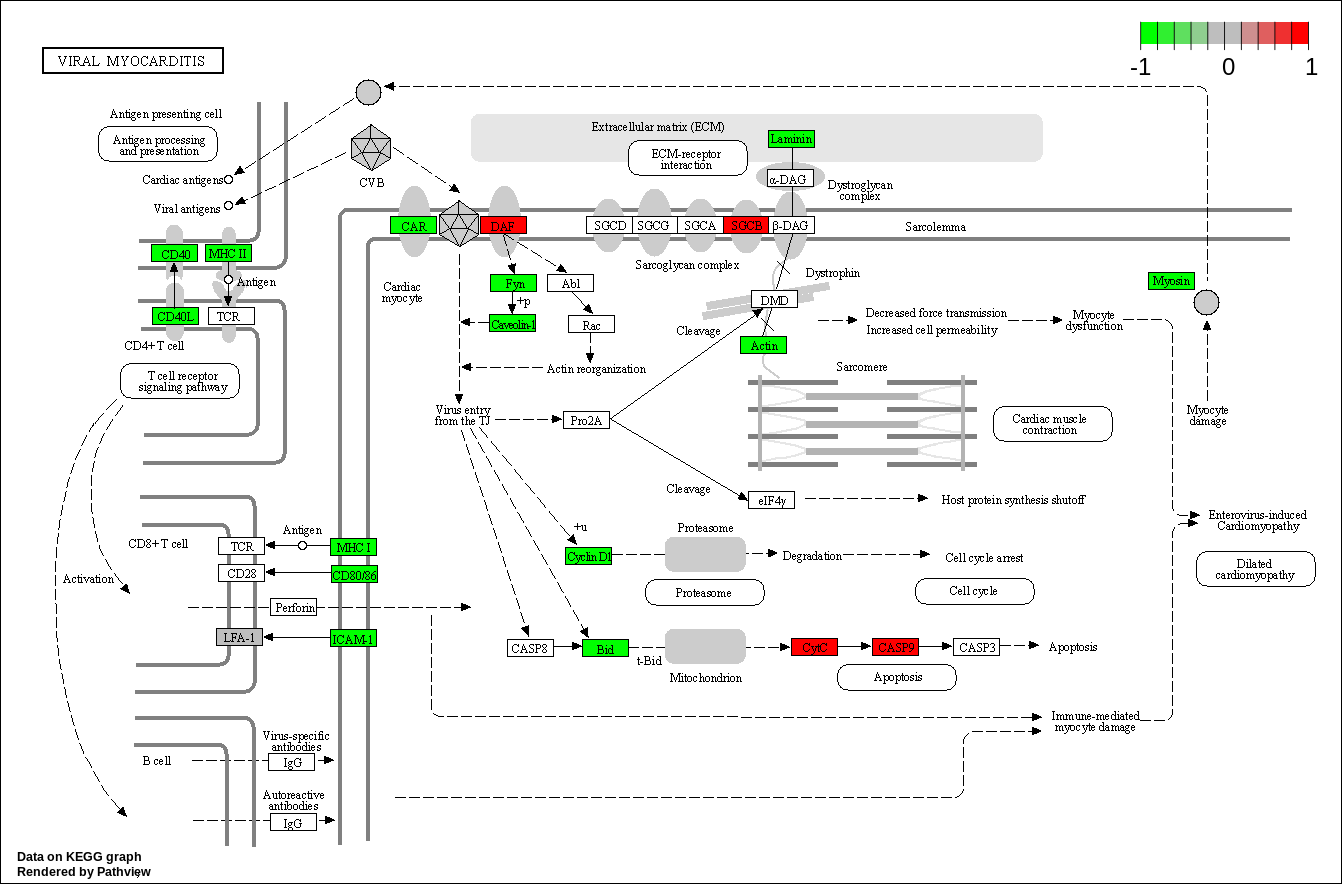 VIRAL MYOCARDITIS
-1
0
1
Antigen presenting cell
Antigen processing
and presentation
Cardiac antigens
Viral antigens
CVB
Extracellular matrix (ECM)
ECM-receptor
interaction
Laminin
α-DAG
Dystroglycan
complex
CAR
DAF
SGCD
SGCG
SGCA
SGCB
β-DAG
Sarcolemma
Sarcoglycan complex
CD40
MHC II
Antigen
CD40L
TCR
CD4+T cell
T cell receptor
signaling pathway
Cardiac
myocyte
Fyn
Abl
+p
Caveolin-1
Rac
Actin reorganization
Dystrophin
DMD
Cleavage
Actin
Decreased force transmission
Increased cell permeability
Myocyte
dysfunction
Myosin
Sarcomere
Cardiac muscle
contraction
Myocyte
damage
Virus entry
from the TJ
Pro2A
Cleavage
eIF4γ
Host protein synthesis shutoff
Enterovirus-induced
Cardiomyopathy
Dilated
cardiomyopathy
+u
Cyclin D1
Proteasome
Degradation
Cell cycle arrest
Proteasome
Cell cycle
CD8+T cell
TCR
Antigen
MHC I
CD28
CD80/86
Activation
Perforin
LFA-1
ICAM-1
CASP8
Bid
t-Bid
Mitochondrion
CytC
CASP9
CASP3
Apoptosis
Apoptosis
Immune-mediated
myocyte damage
Virus-specific
antibodies
B cell
IgG
Autoreactive
antibodies
IgG
Data on KEGG graph
Rendered by Pathview